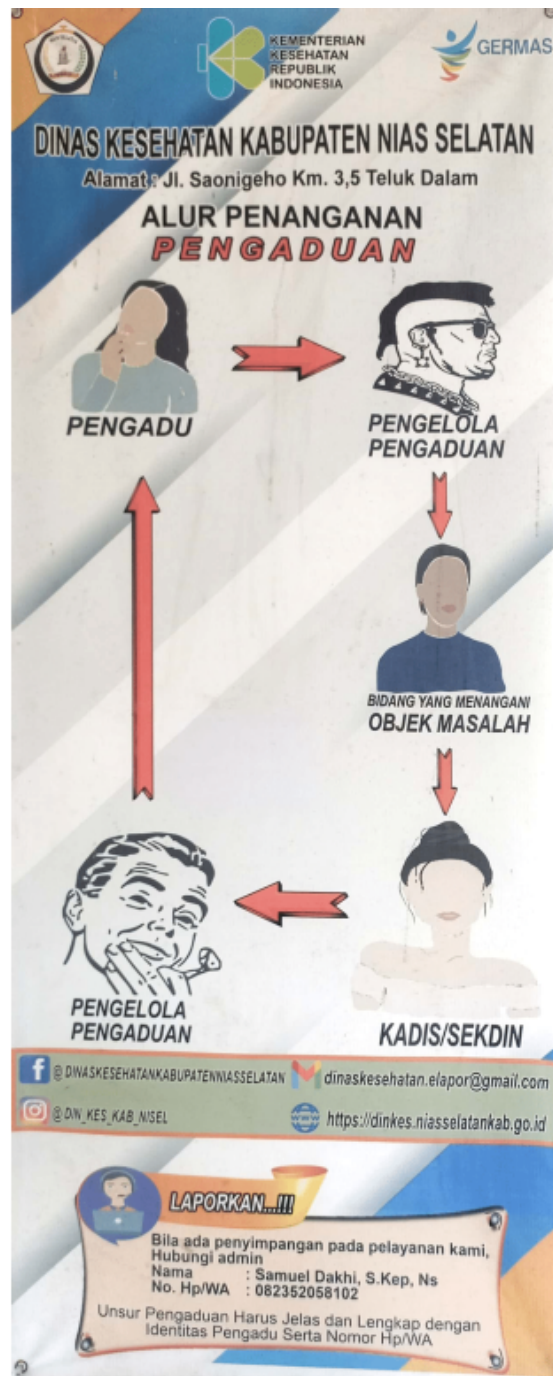 KEMENTERIAN
KESEHATAN
REPUBLIK
INDONESIA
GERMAS
DINAS KESEHATAN KABUPATEN NIAS SELATAN
Alamat : Jl. Saonigeho Km. 3,5 Teluk Dalam
ALUR PENANGANAN
PENGADUAN
PENGADU
PENGELOLA
PENGADUAN
BIDANG YANG MENANGANI
OBJEK MASALAH
KADIS/SEKDIN
PENGELOLA
PENGADUAN
@ DINASKESEHATANKABUPATENNIASSELATAN
dinaskesehatan.elapor@gmail.com
@ DIN_KES_KAB_NISEL
https://dinkes.niasselatankab.go.id
LAPORKAN...!!!
Bila ada penyimpangan pada pelayanan kami,
Hubungi admin
Nama : Samuel Dakhi, S.Kep, Ns
No. Hp/WA : 082352058102
Unsur Pengaduan Harus Jelas dan Lengkap dengan
Identitas Pengadu Serta Nomor Hp/WA